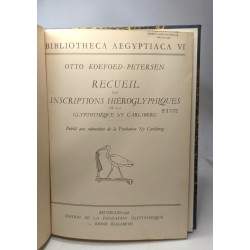 BIBLIOTHECA AEGYPTIACA VI
OTTO KOEFOED-PETERSEN
RECUEIL
DES
INSCRIPTIONS HIÉROGLYPHIQUES
DE LA
GLYPTOTHÈQUE NY CARLSBERG
Publié avec subvention de la Fondation Ny Carlsberg
BRUXELLES
ÉDITION DE LA FONDATION ÉGYPTOLOGIQUE
REINE ÉLISABETH